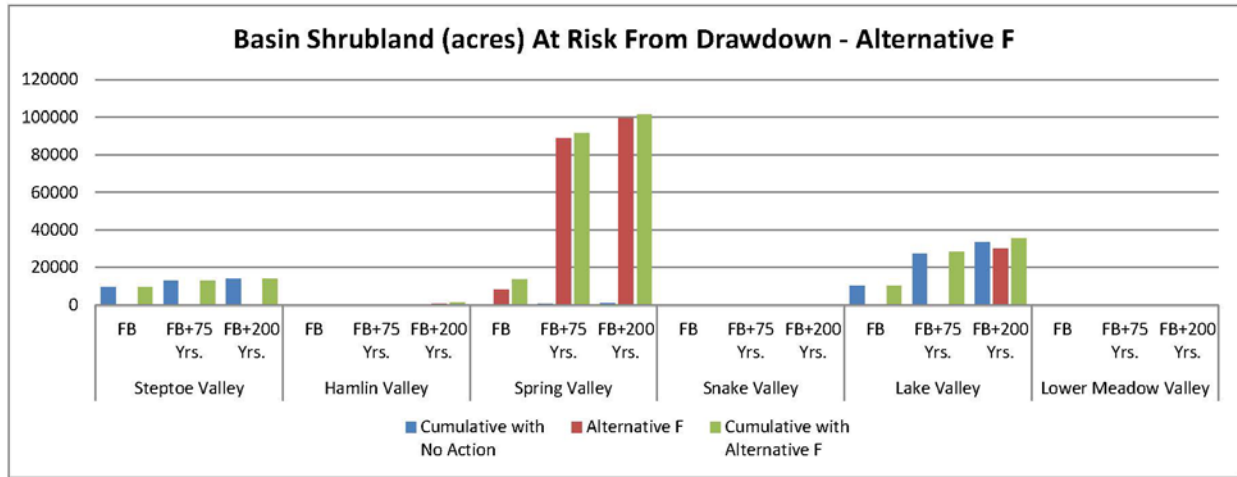 Basin Shrubland (acres) At Risk From Drawdown - Alternative F
120000
100000
80000
60000
40000
20000
0
FB FB+75 FB+200 FB FB+75 FB+200 FB FB+75 FB+200 FB FB+75 FB+200 FB FB+75 FB+200 FB FB+75 FB+200
Yrs. Yrs. Yrs. Yrs. Yrs. Yrs. Yrs. Yrs. Yrs. Yrs. Yrs. Yrs.
Steptoe Valley Hamlin Valley Spring Valley Snake Valley Lake Valley Lower Meadow Valley
Cumulative with Alternative F Cumulative with
No Action Alternative F